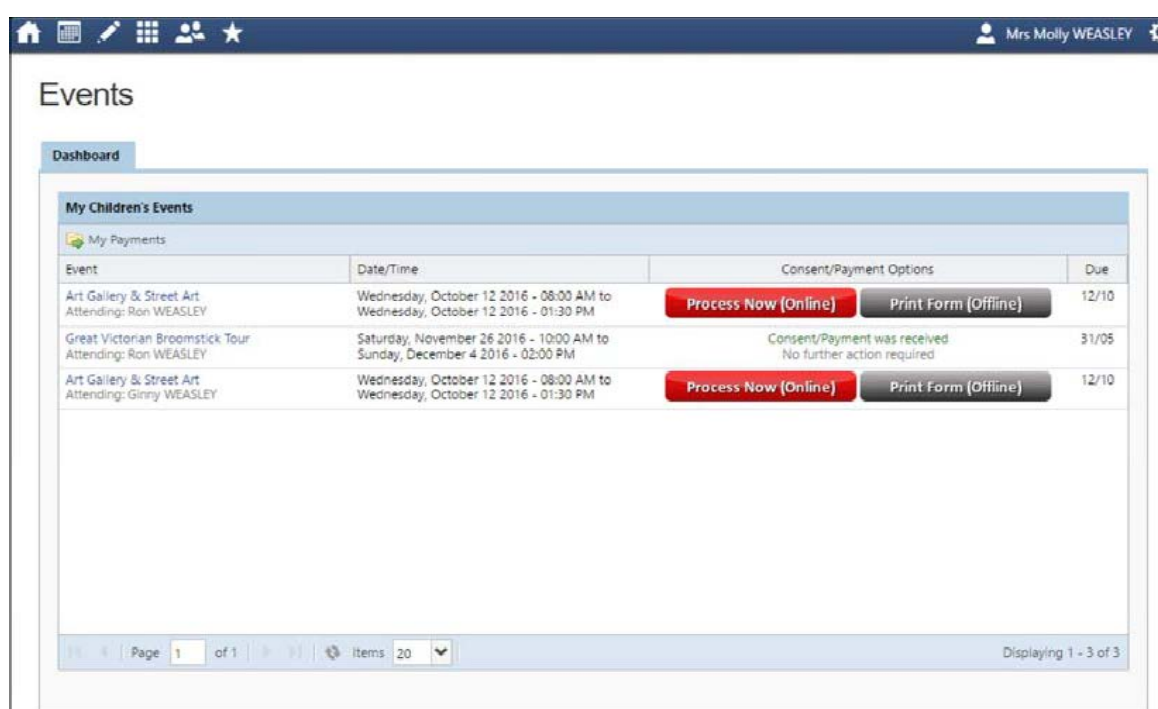 Mrs Molly WEASLEY
Events
Dashboard
My Children's Events
My Payments
Event Date/Time Consent/Payment Options Due
Art Gallery & Street Art Wednesday, October 12 2016 - 08:00 AM to Process Now (Online) Print Form (Offline) 12/10
Attending: Ron WEASLEY Wednesday, October 12 2016 - 01:30 PM
Great Victorian Broomstick Tour Saturday, November 26 2016 - 10:00 AM to Consent/Payment was received 31/05
Attending: Ron WEASLEY Sunday, December 4 2016 - 02:00 PM No further action required
Art Gallery & Street Art Wednesday, October 12 2016 - 08:00 AM to Process Now (Online) Print Form (Offline) 12/10
Attending: Ginny WEASLEY Wednesday, October 12 2016 - 01:30 PM
Page 1 of 1 Items 20 Displaying 1 - 3 of 3